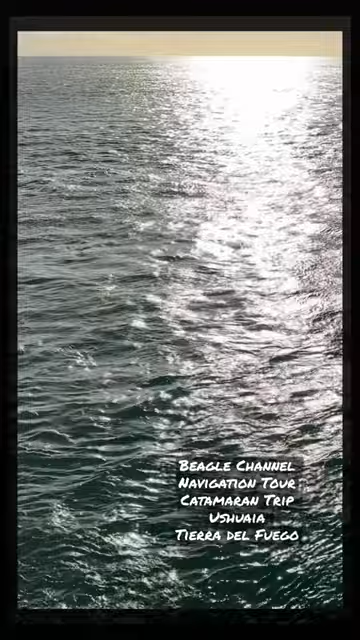 Beagle Channel
Navigation Tour
Catamaran Trip
Ushuaia
Tierra del Fuego